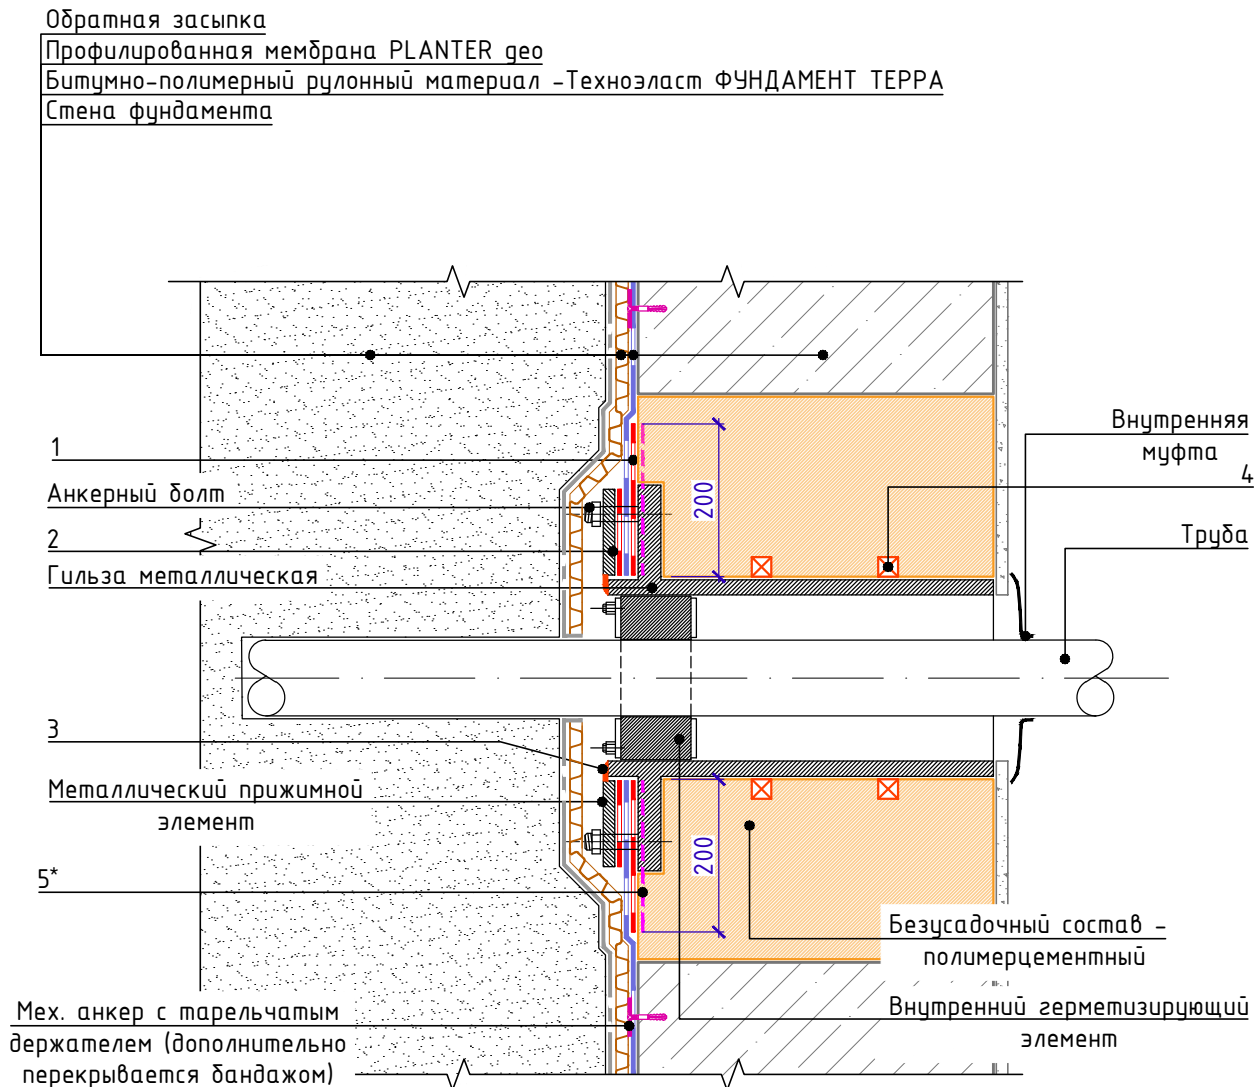 Обратная засыпка
Профилированная мембрана PLANTER geo
Битумно-полимерный рулонный материал -Техноэласт ФУНДАМЕНТ ТЕРРА
Стена фундамента
1
Анкерный болт
2
Гильза металлическая
3
Металлический прижимной
элемент
5*
Мех. анкер с тарельчатым
держателем (дополнительно
перекрывается бандажом)
200
200
Внутренняя
муфта
4
Труба
Безусадочный состав -
полимерцементный
Внутренний герметизирующий
элемент